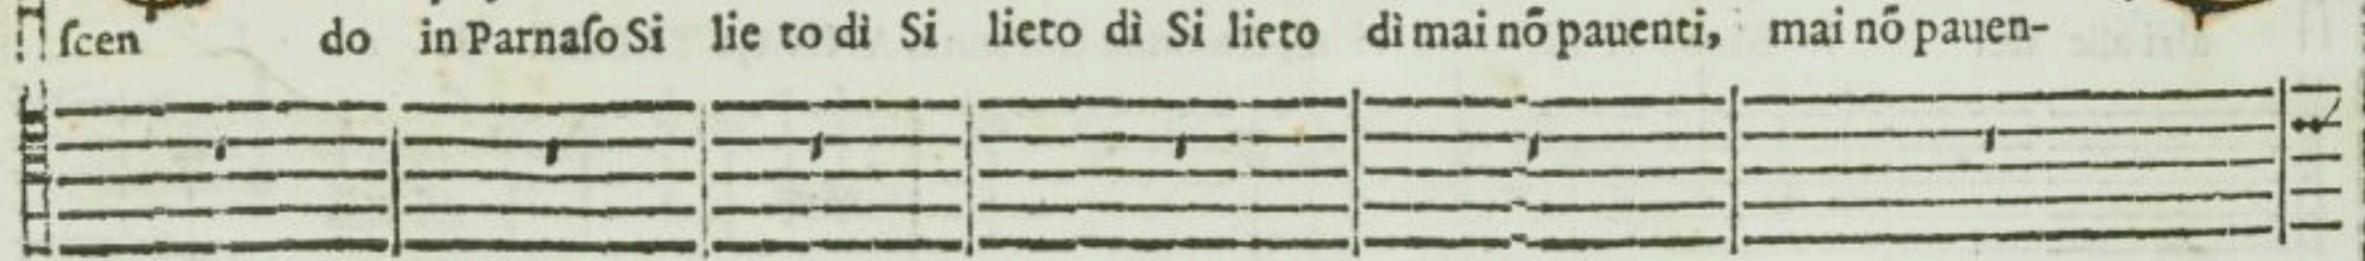 ſcen do in Parnaſo Si lie to dì Si lieto dì Si lieto dì mai nõ pauenti, mai nõ pauen-